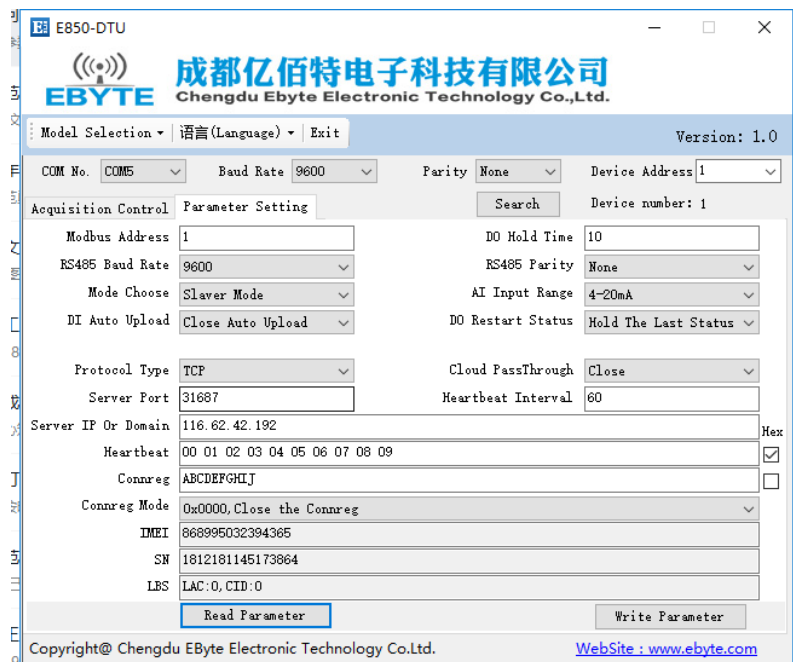 E850-DTU
EBYTE
成都亿佰特电子科技有限公司
Chengdu Ebyte Electronic Technology Co.,Ltd.
Model Selection 语言(Language) Exit
Version: 1.0
COM No. COM5 Baud Rate 9600 Parity None Device Address 1
Acquisition Control Parameter Setting Search Device number: 1
Modbus Address 1 DO Hold Time 10
RS485 Baud Rate 9600 RS485 Parity None
Mode Choose Slaver Mode AI Input Range 4-20mA
DI Auto Upload Close Auto Upload DO Restart Status Hold The Last Status
Protocol Type TCP Cloud PassThrough Close
Server Port 31687 Heartbeat Interval 60
Server IP Or Domain 116.62.42.192
Hex
Heartbeat 00 01 02 03 04 05 06 07 08 09
Connreg ABCDEFGHIJ
Connreg Mode 0x0000,Close the Connreg
IMEI 868995032394365
SN 1812181145173864
LBS LAC:0,CID:0
Read Parameter Write Parameter
Copyright@ Chengdu EByte Electronic Technology Co.Ltd. WebSite : www.ebyte.com